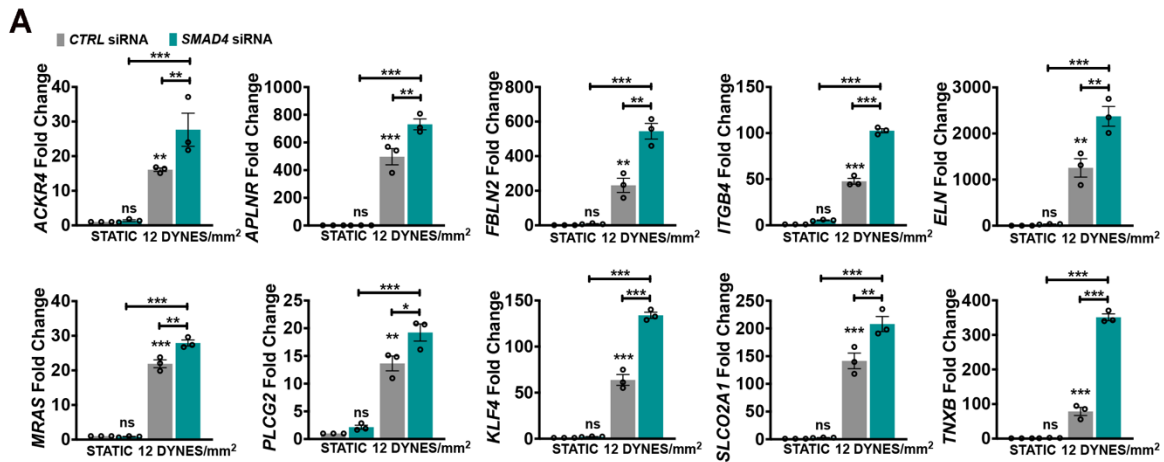 A
CTRL siRNA SMAD4 siRNA
ACKR4 Fold Change
40
30
20
10
0
ns
**
**
***
STATIC 12 DYNES/mm²
APLNR Fold Change
1000
800
600
400
200
0
ns
***
**
***
STATIC 12 DYNES/mm²
FBLN2 Fold Change
800
600
400
200
0
ns
**
**
***
STATIC 12 DYNES/mm²
ITGB4 Fold Change
150
100
50
0
ns
***
***
***
STATIC 12 DYNES/mm²
ELN Fold Change
3000
2000
1000
0
ns
**
**
***
STATIC 12 DYNES/mm²
MRAS Fold Change
40
30
20
10
0
ns
***
**
***
STATIC 12 DYNES/mm²
PLCG2 Fold Change
25
20
15
10
5
0
ns
**
*
***
STATIC 12 DYNES/mm²
KLF4 Fold Change
150
100
50
0
ns
***
***
***
STATIC 12 DYNES/mm²
SLCO2A1 Fold Change
250
200
150
100
50
0
ns
***
**
***
STATIC 12 DYNES/mm²
TNXB Fold Change
400
300
200
100
0
ns
***
***
***
STATIC 12 DYNES/mm²